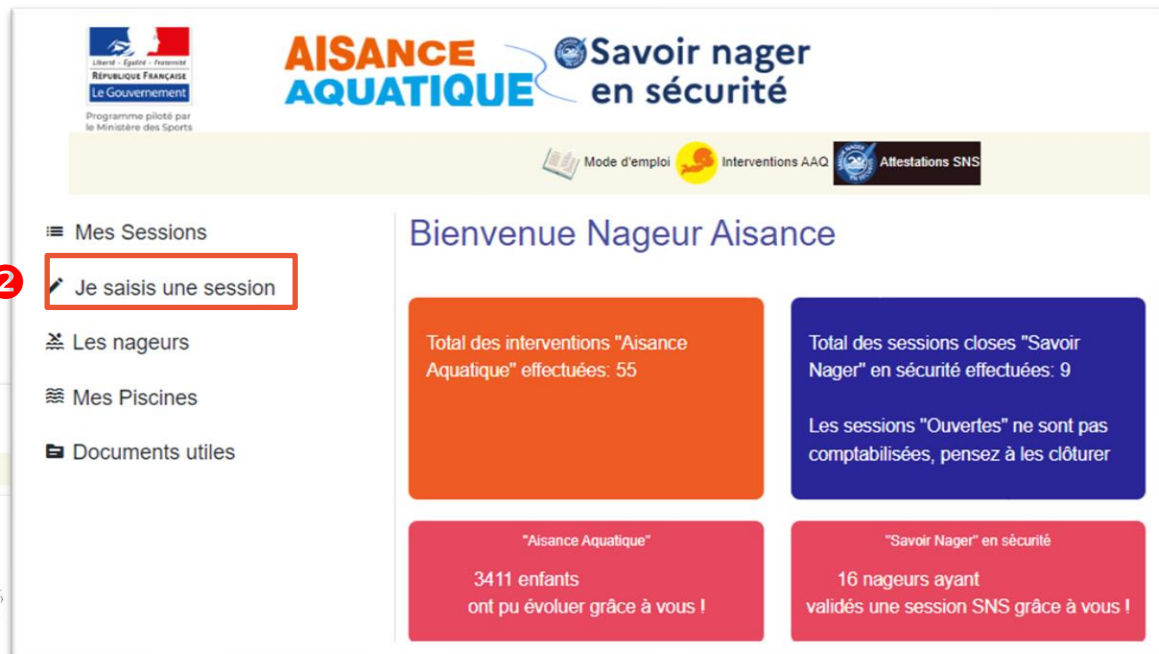 Liberté • Égalité • Fraternité
RÉPUBLIQUE FRANÇAISE
Le Gouvernement
Programme piloté par
le Ministère des Sports
AISANCE
AQUATIQUE
Savoir nager
en sécurité
Mode d'emploi
Interventions AAQ
Attestations SNS
Mes Sessions
2
Je saisis une session
Les nageurs
Mes Piscines
Documents utiles
Bienvenue Nageur Aisance
Total des interventions "Aisance
Aquatique" effectuées: 55
Total des sessions closes "Savoir
Nager" en sécurité effectuées: 9
Les sessions "Ouvertes" ne sont pas
comptabilisées, pensez à les clôturer
"Aisance Aquatique"
3411 enfants
ont pu évoluer grâce à vous !
"Savoir Nager" en sécurité
16 nageurs ayant
validés une session SNS grâce à vous !